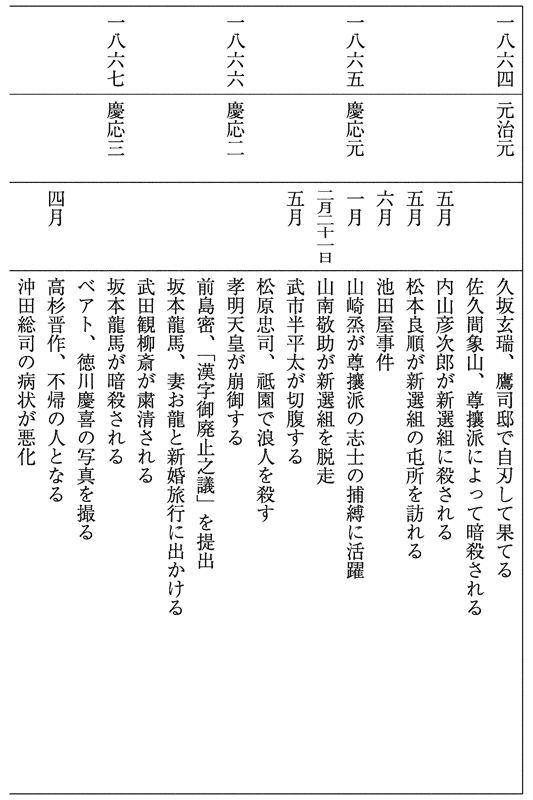 一八六四 元治元 久坂玄瑞、鷹司邸で自刃して果てる
佐久間象山、尊攘派によって暗殺される
五月 内山彦次郎が新選組に殺される
五月 松本良順が新選組の屯所を訪れる
六月 池田屋事件
一八六五 慶応元 一月 山崎烝が尊攘派の志士の捕縛に活躍
二月二十一日 山南敬助が新選組を脱走
五月 武市半平太が切腹する
松原忠司、祇園で浪人を殺す
一八六六 慶応二 孝明天皇が崩御する
前島密、「漢字御廃止之議」を提出
坂本龍馬、妻お龍と新婚旅行に出かける
武田観柳斎が粛清される
一八六七 慶応三 坂本龍馬が暗殺される
ベアト、徳川慶喜の写真を撮る
四月 高杉晋作、不帰の人となる
沖田総司の病状が悪化